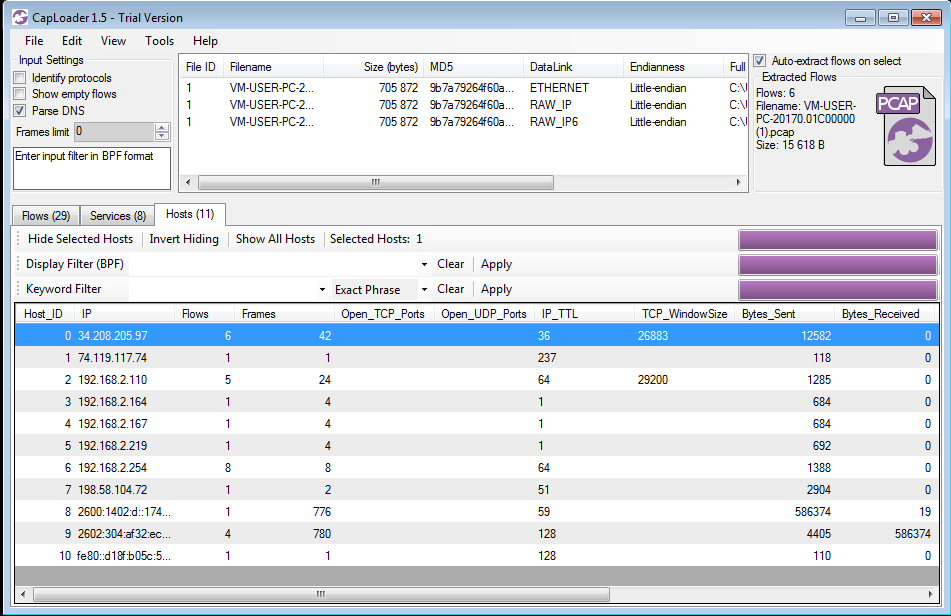 CapLoader 1.5 - Trial Version
File Edit View Tools Help
Input Settings
Identify protocols
Show empty flows
Parse DNS
Frames limit 0
Enter input filter in BPF format
File ID Filename Size (bytes) MD5 DataLink Endianness Full
1 VM-USER-PC-2... 705 872 9b7a79264f60a... ETHERNET Little-endian C:\U
1 VM-USER-PC-2... 705 872 9b7a79264f60a... RAW_IP Little-endian C:\U
1 VM-USER-PC-2... 705 872 9b7a79264f60a... RAW_IP6 Little-endian C:\U
Auto-extract flows on select
Extracted Flows
Flows: 6
Filename: VM-USER-
PC-20170.01C00000
(1).pcap
Size: 15 618 B
PCAP
Flows (29) Services (8) Hosts (11)
Hide Selected Hosts Invert Hiding Show All Hosts Selected Hosts: 1
Display Filter (BPF) Clear Apply
Keyword Filter Exact Phrase Clear Apply
Host_ID IP Flows Frames Open_TCP_Ports Open_UDP_Ports IP_TTL TCP_WindowSize Bytes_Sent Bytes_Received
0 34.208.205.97 6 42 36 26883 12582 0
1 74.119.117.74 1 1 237 118 0
2 192.168.2.110 5 24 64 29200 1285 0
3 192.168.2.164 1 4 1 684 0
4 192.168.2.167 1 4 1 684 0
5 192.168.2.219 1 4 1 692 0
6 192.168.2.254 8 8 64 1388 0
7 198.58.104.72 1 2 51 2904 0
8 2600:1402:d::174... 1 776 59 586374 19
9 2602:304:af32:ec... 4 780 128 4405 586374
10 fe80::d18f:b05c:5... 1 1 128 110 0